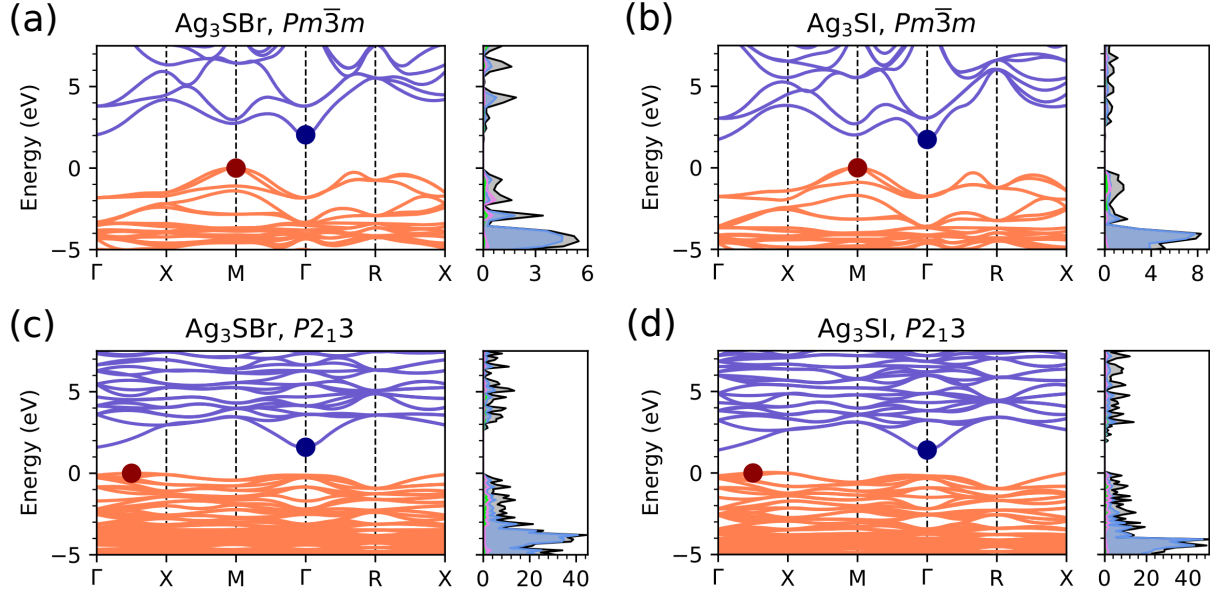 (a)
Ag₃SBr, Pm3̅m
Energy (eV)
5
0
−5
Γ X M Γ R X
0 3 6
(b)
Ag₃SI, Pm3̅m
Energy (eV)
5
0
−5
Γ X M Γ R X
0 4 8
(c)
Ag₃SBr, P2₁3
Energy (eV)
5
0
−5
Γ X M Γ R X
0 20 40
(d)
Ag₃SI, P2₁3
Energy (eV)
5
0
−5
Γ X M Γ R X
0 20 40